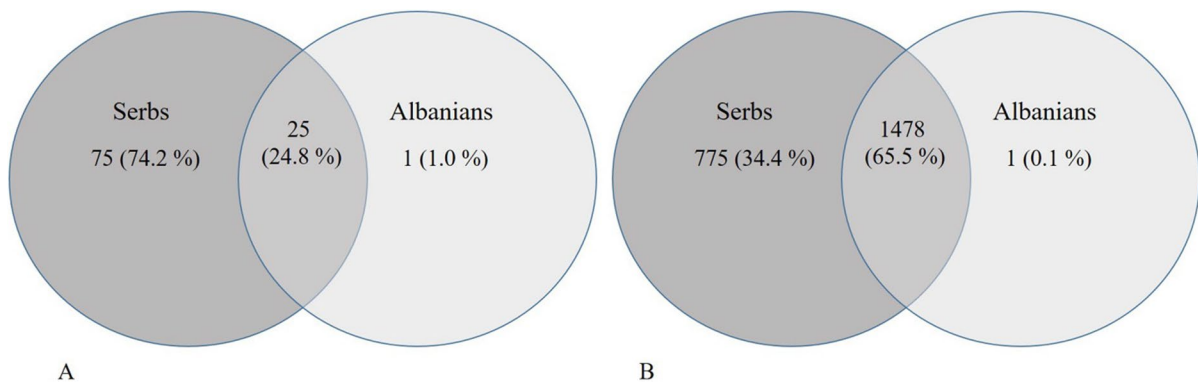 Serbs
75 (74.2 %)
25
(24.8 %)
Albanians
1 (1.0 %)
A
Serbs
775 (34.4 %)
1478
(65.5 %)
Albanians
1 (0.1 %)
B